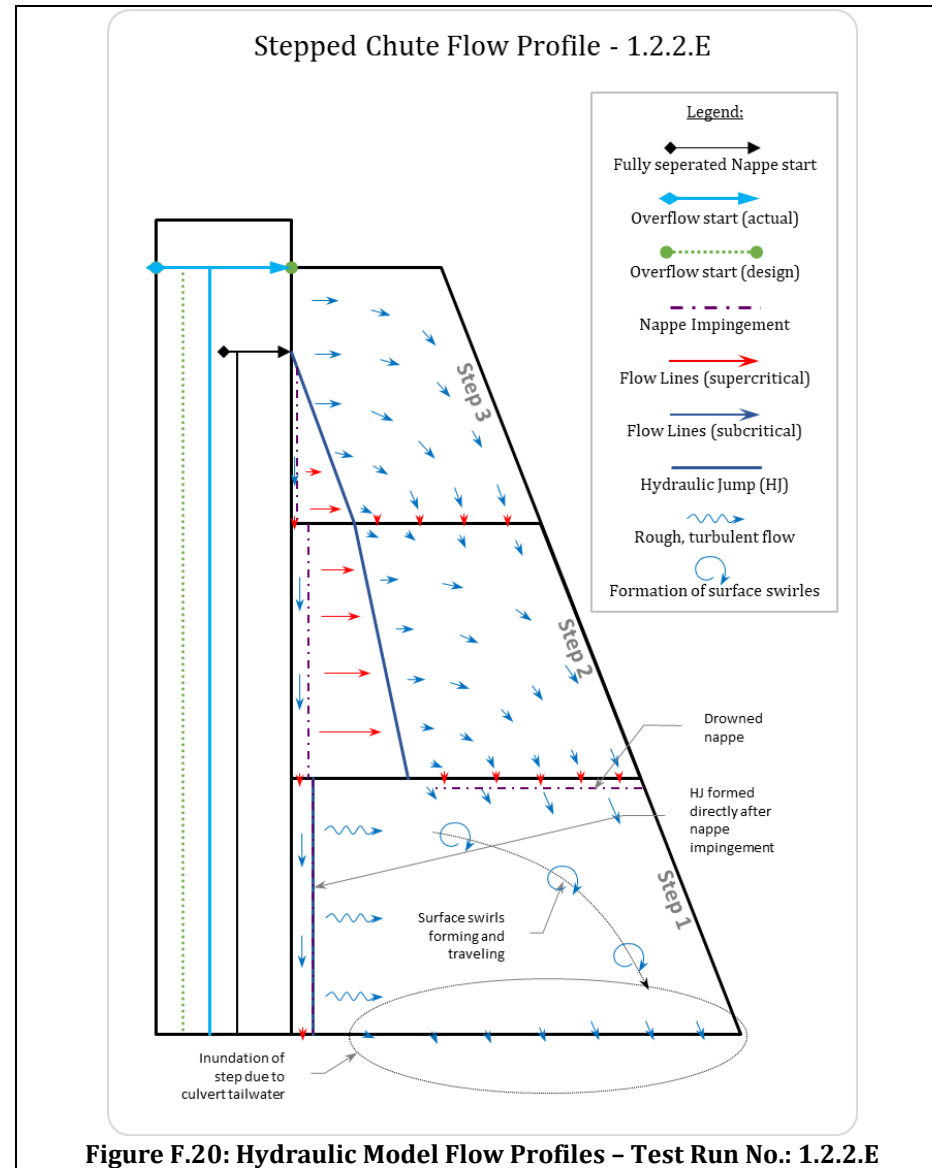 Stepped Chute Flow Profile - 1.2.2.E
Legend:
Fully seperated Nappe start
Overflow start (actual)
Overflow start (design)
Nappe Impingement
Flow Lines (supercritical)
Flow Lines (subcritical)
Hydraulic Jump (HJ)
Rough, turbulent flow
Formation of surface swirles
Step 3
Step 2
Drowned
nappe
HJ formed
directly after
nappe
impingement
Step 1
Surface swirls
forming and
traveling
Inundation of
step due to
culvert tailwater
Figure F.20: Hydraulic Model Flow Profiles – Test Run No.: 1.2.2.E